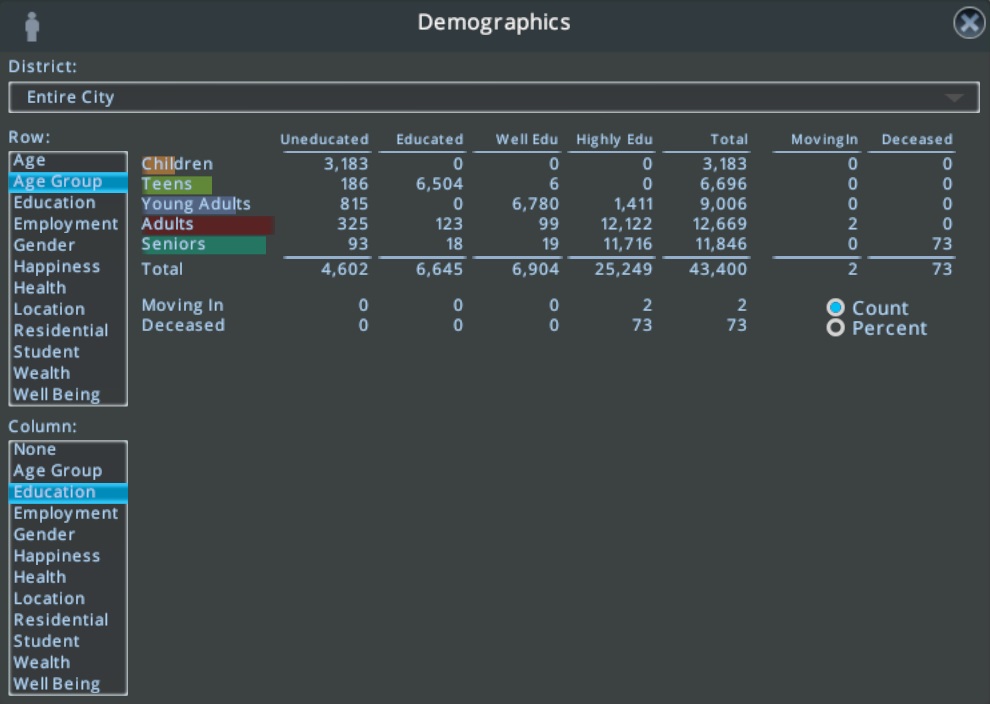 Demographics
District:
Entire City
Row:
Age
Age Group
Education
Employment
Gender
Happiness
Health
Location
Residential
Student
Wealth
Well Being
Uneducated Educated Well Edu Highly Edu Total MovingIn Deceased
Children 3,183 0 0 0 3,183 0 0
Teens 186 6,504 6 0 6,696 0 0
Young Adults 815 0 6,780 1,411 9,006 0 0
Adults 325 123 99 12,122 12,669 2 0
Seniors 93 18 19 11,716 11,846 0 73
Total 4,602 6,645 6,904 25,249 43,400 2 73
Moving In 0 0 0 2 2
Deceased 0 0 0 73 73
Count
Percent
Column:
None
Age Group
Education
Employment
Gender
Happiness
Health
Location
Residential
Student
Wealth
Well Being